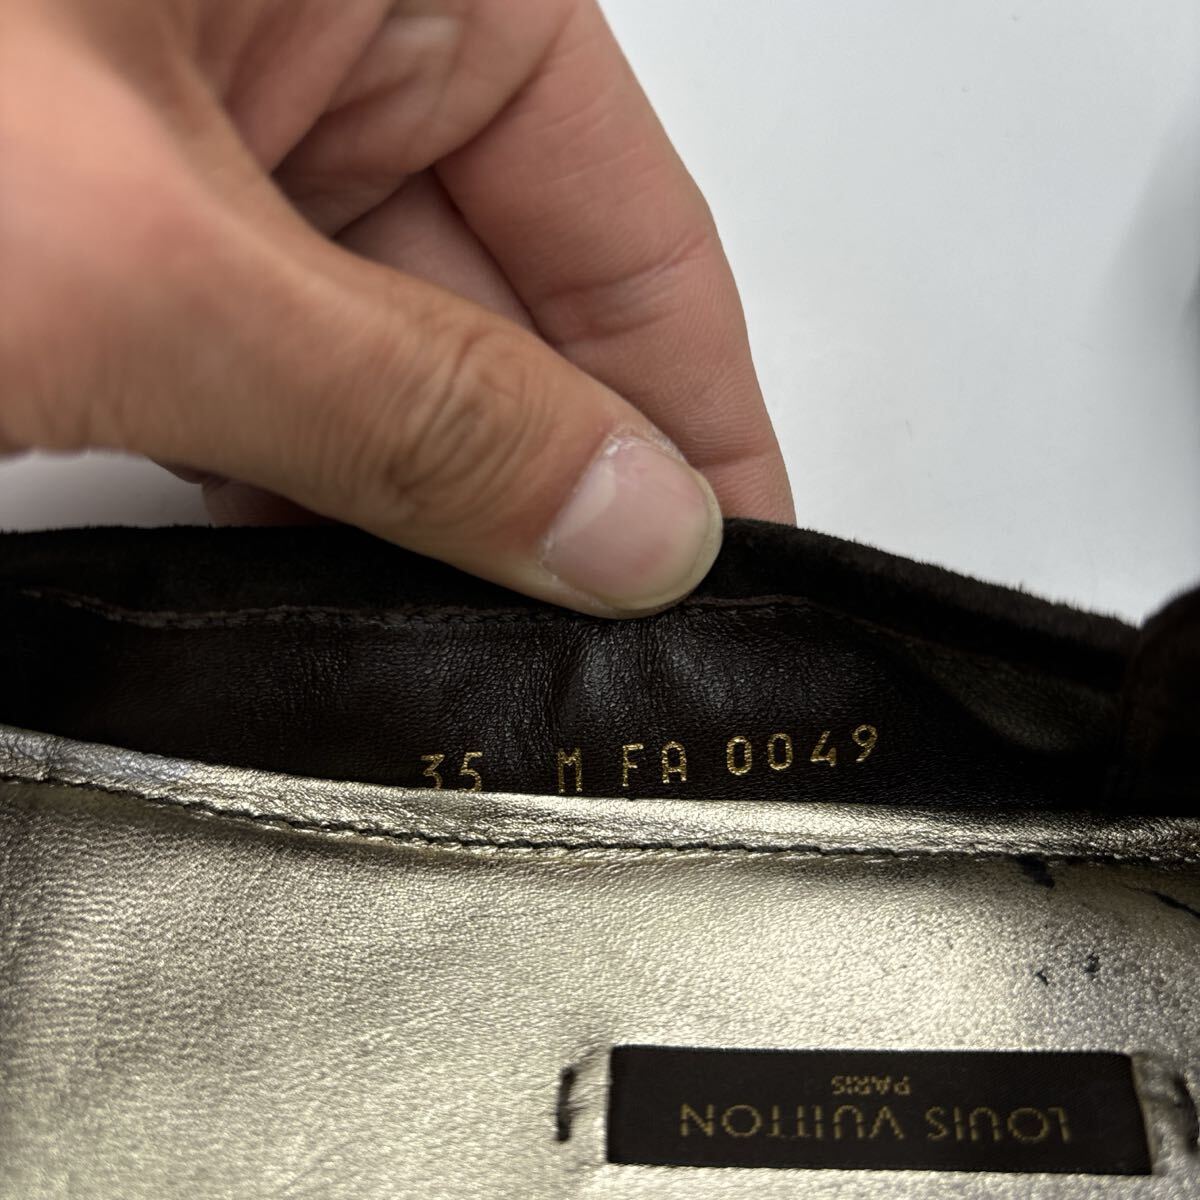 35 M FA 0049
LOUIS VUITTON
PARIS